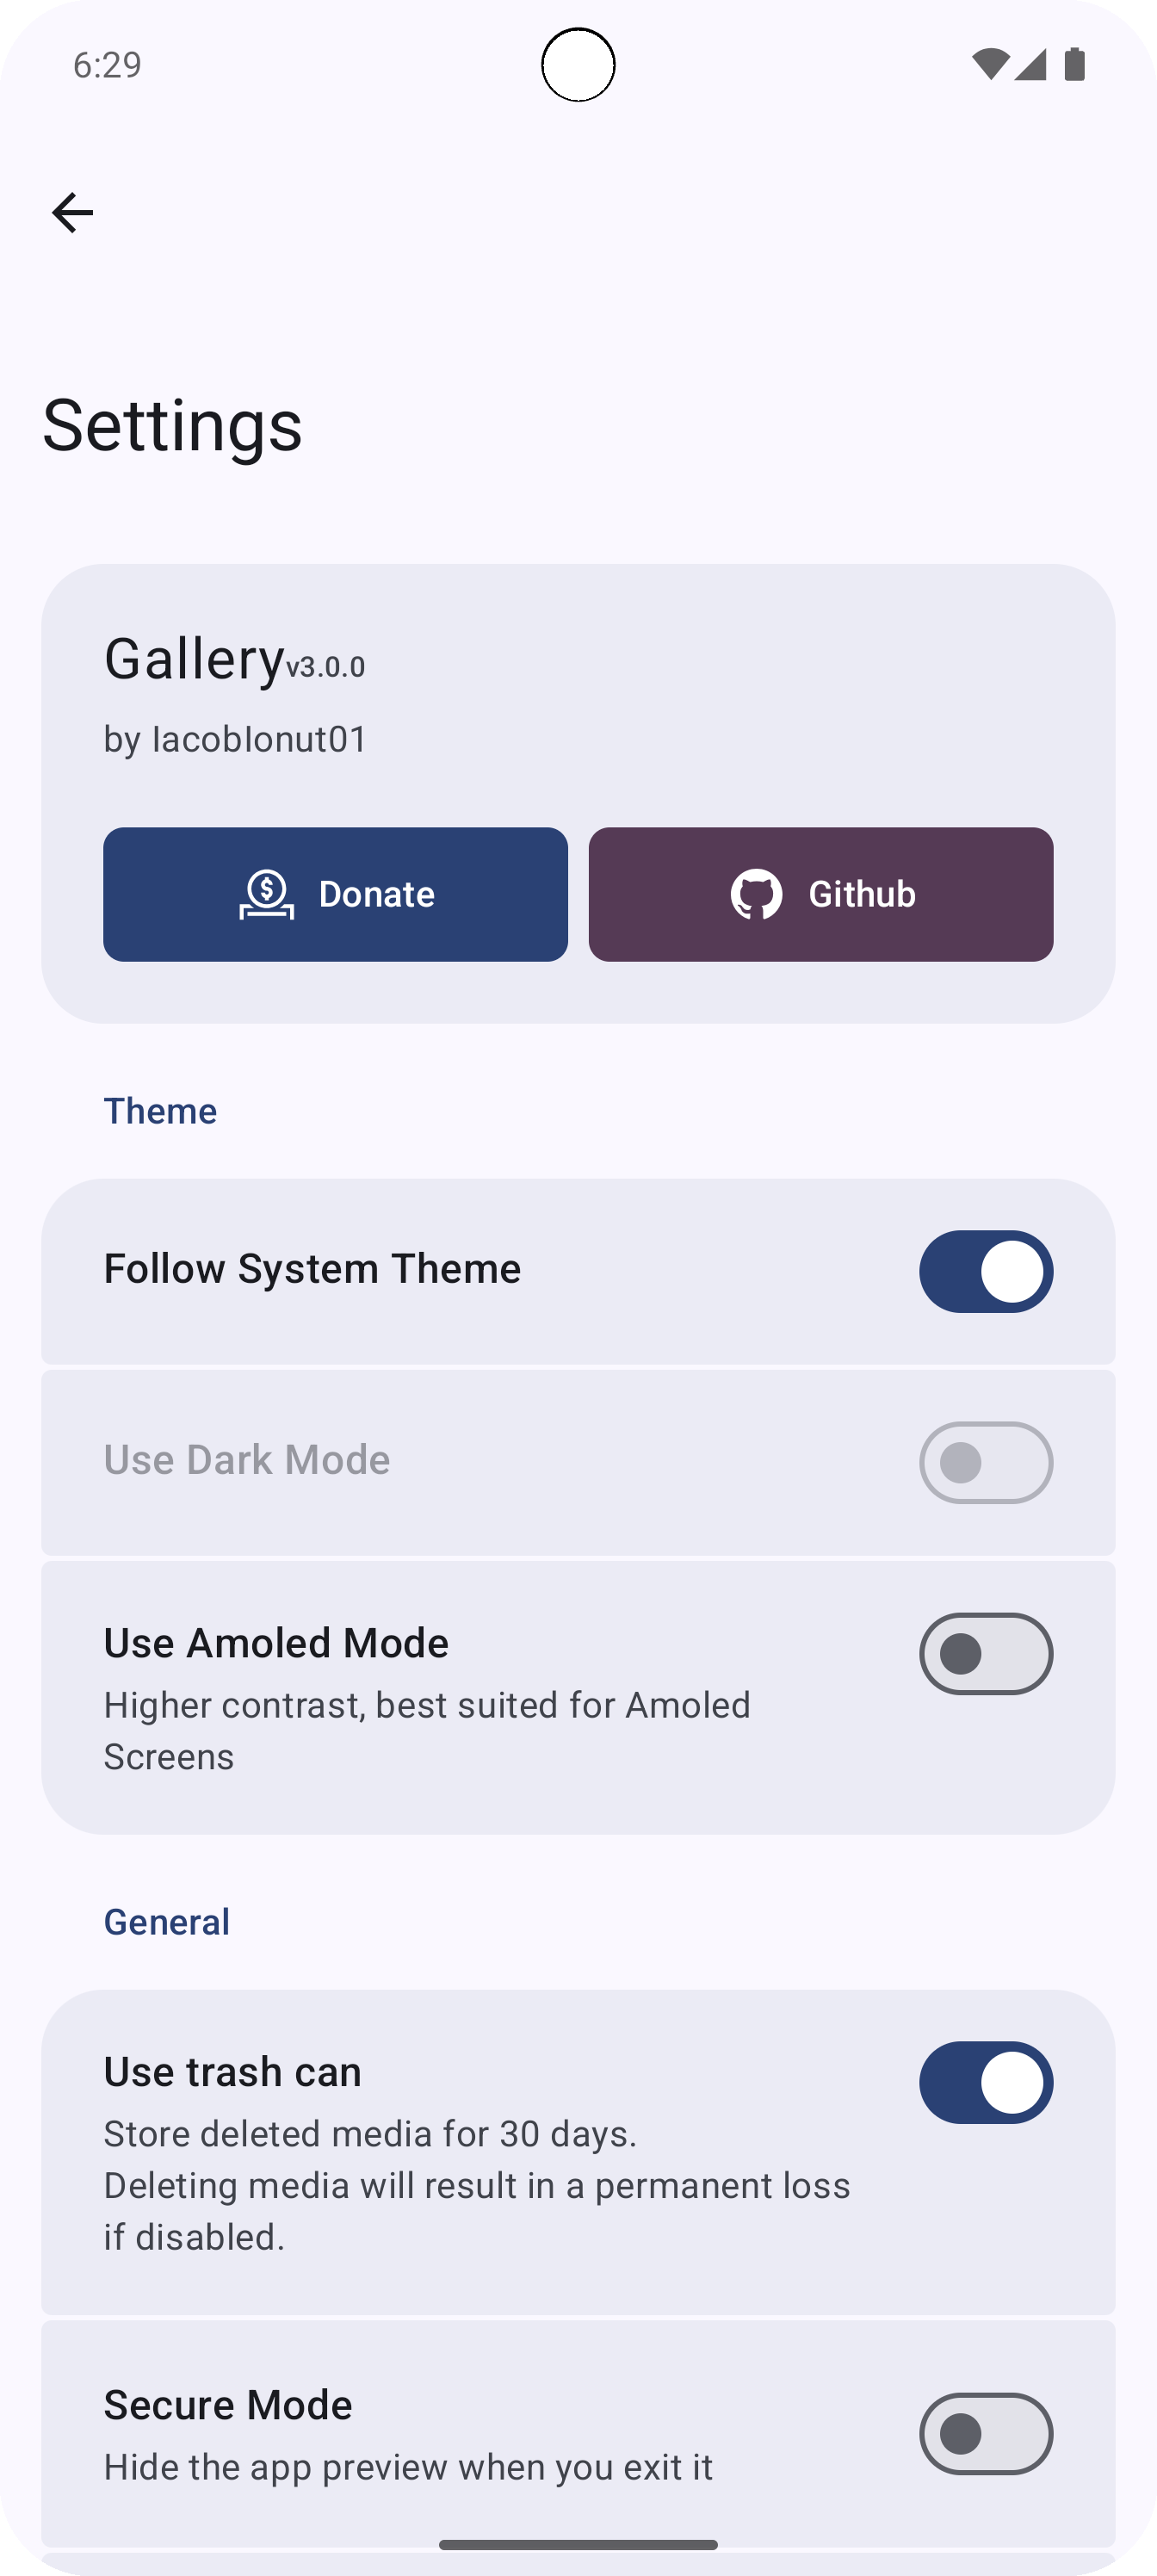 6:29
Settings
Galleryv3.0.0
by IacobIonut01
Donate
Github
Theme
Follow System Theme
Use Dark Mode
Use Amoled Mode
Higher contrast, best suited for Amoled
Screens
General
Use trash can
Store deleted media for 30 days.
Deleting media will result in a permanent loss
if disabled.
Secure Mode
Hide the app preview when you exit it